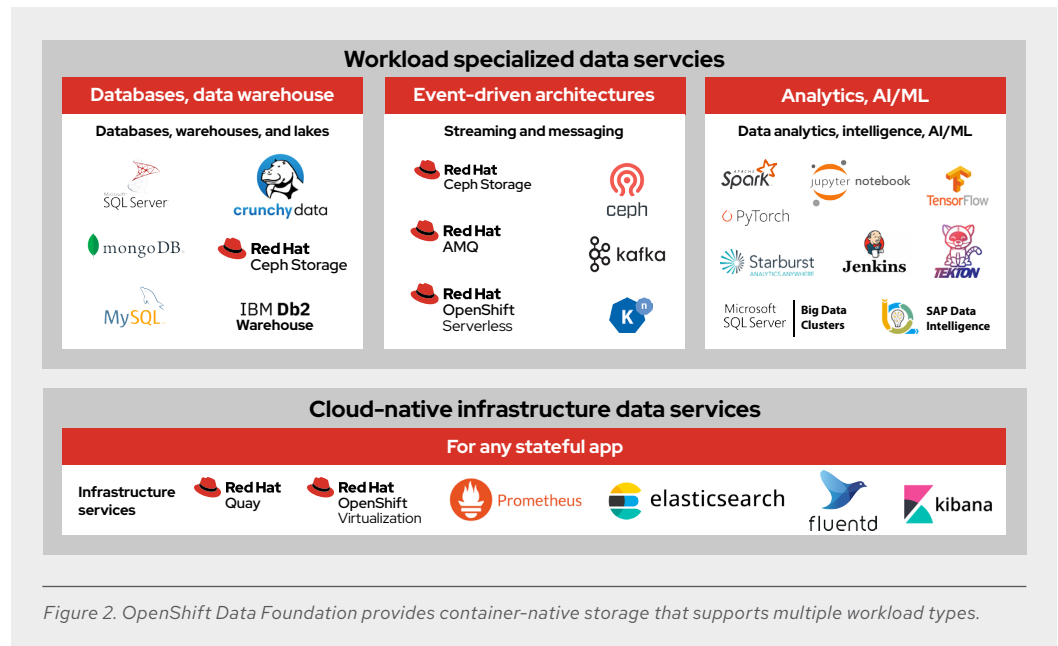 Workload specialized data servcies
Databases, data warehouse
Databases, warehouses, and lakes
Microsoft
SQL Server
crunchy data
mongoDB.
Red Hat
Ceph Storage
MySQL
IBM Db2
Warehouse
Event-driven architectures
Streaming and messaging
Red Hat
Ceph Storage
ceph
Red Hat
AMQ
kafka
Red Hat
OpenShift
Serverless
K
n
Analytics, AI/ML
Data analytics, intelligence, AI/ML
APACHE
Spark
jupyter notebook
TensorFlow
PyTorch
Starburst
ANALYTICS ANYWHERE
Jenkins
TEKTON
Microsoft
SQL Server
Big Data
Clusters
SAP Data
Intelligence
Cloud-native infrastructure data services
For any stateful app
Infrastructure
services
Red Hat
Quay
Red Hat
OpenShift
Virtualization
Prometheus
elasticsearch
fluentd
kibana
Figure 2. OpenShift Data Foundation provides container-native storage that supports multiple workload types.